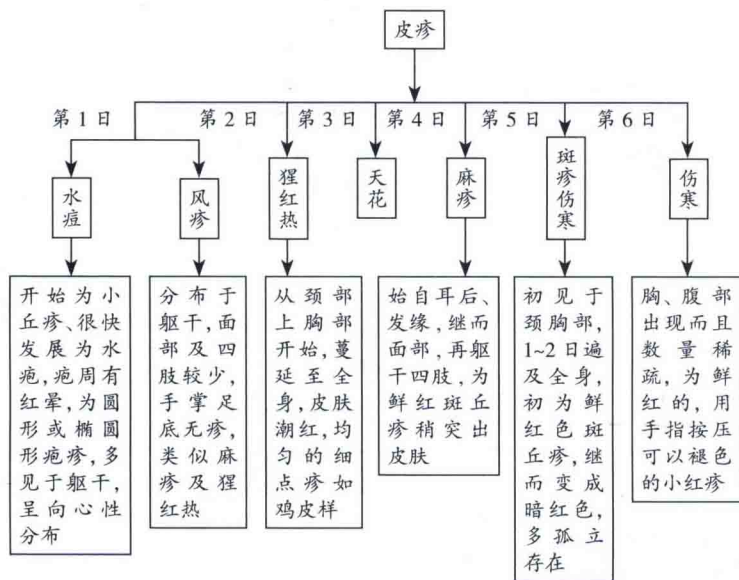 皮疹
第1日
第2日
第3日
第4日
第5日
第6日
水痘
风疹
猩红热
天花
麻疹
斑疹伤寒
伤寒
开始为小
丘疹、很快
发展为水
疱,疱周有
红晕,为圆
形或椭圆
形疱疹,多
见于躯干,
呈向心性
分布
分布于
躯干,面
部及四
肢较少,
手掌足
底无疹,
类似麻
疹及猩
红热
从颈部
上胸部
开始,蔓
延至全
身,皮肤
潮红,均
匀的细
点疹如
鸡皮样
始自耳后、
发缘,继而
面部,再躯
干四肢,为
鲜红斑丘
疹稍突出
皮肤
初见于
颈胸部,
1~2日遍
及全身,
初为鲜
红色斑
丘疹,继
而变成
暗红色,
多孤立
存在
胸、腹部
出现而且
数量稀
疏,为鲜
红的,用
手指按压
可以褪色
的小红疹